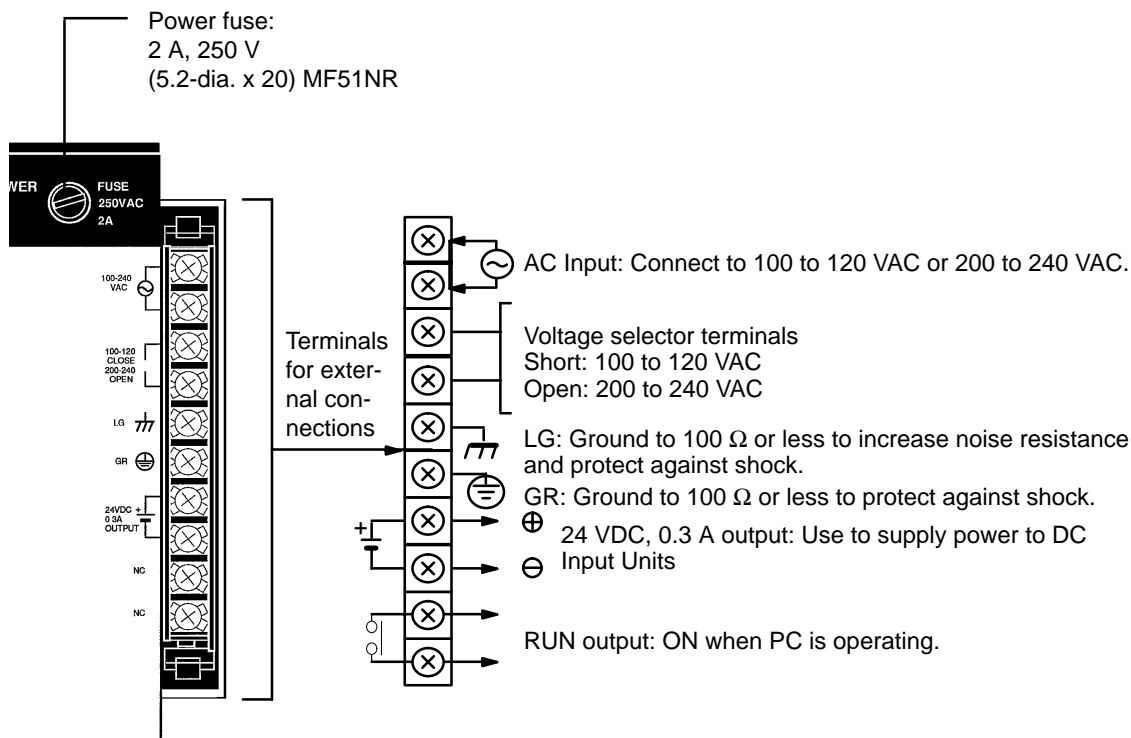 Power fuse:
2 A, 250 V
(5.2-dia. x 20) MF51NR
WER
FUSE
250VAC
2A
100-240
VAC
100-120
CLOSE
200-240
OPEN
LG
GR
24VDC +
0 3A
OUTPUT
NC
NC
Terminals
for exter-
nal con-
nections
AC Input: Connect to 100 to 120 VAC or 200 to 240 VAC.
Voltage selector terminals
Short: 100 to 120 VAC
Open: 200 to 240 VAC
LG: Ground to 100 Ω or less to increase noise resistance
and protect against shock.
GR: Ground to 100 Ω or less to protect against shock.
+
⊕
24 VDC, 0.3 A output: Use to supply power to DC
⊖ Input Units
RUN output: ON when PC is operating.